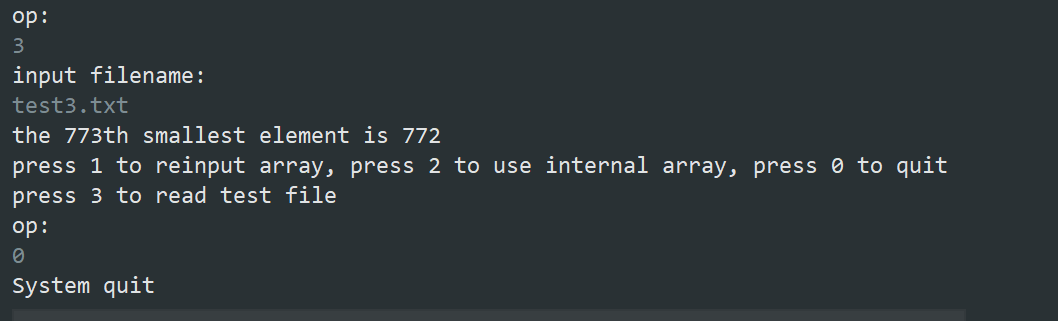 op:
3
input filename:
test3.txt
the 773th smallest element is 772
press 1 to reinput array, press 2 to use internal array, press 0 to quit
press 3 to read test file
op:
0
System quit